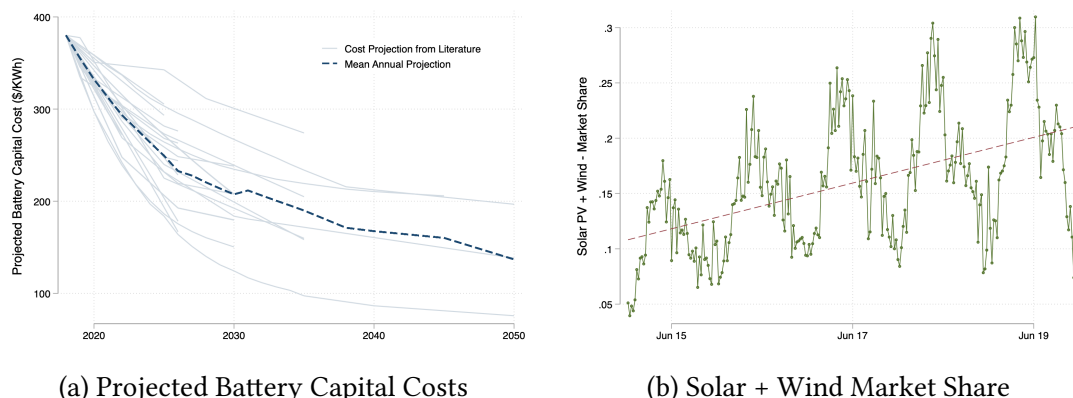 400
300
200
100
Projected Battery Capital Cost ($/KWh)
Cost Projection from Literature
Mean Annual Projection
2020
2030
2040
2050
(a) Projected Battery Capital Costs
.3
.25
.2
.15
.1
.05
Solar PV + Wind - Market Share
Jun 15
Jun 17
Jun 19
(b) Solar + Wind Market Share